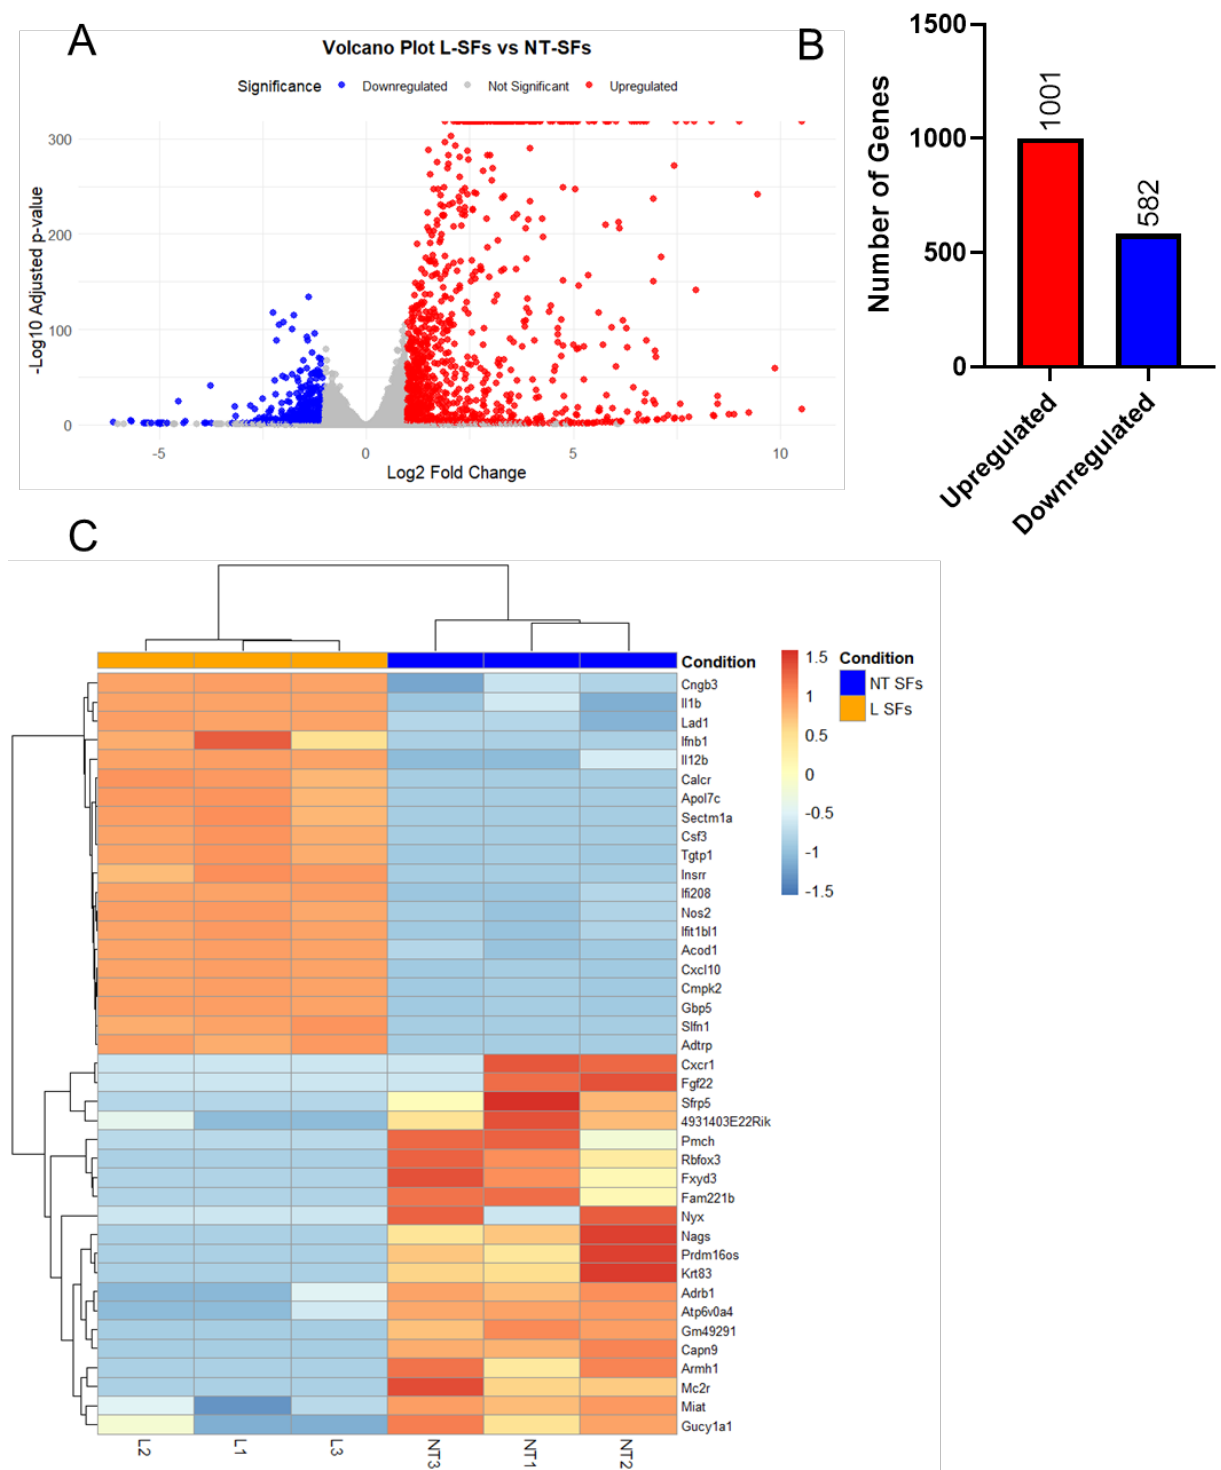 A
Volcano Plot L-SFs vs NT-SFs
Significance Downregulated Not Significant Upregulated
-Log10 Adjusted p-value
300
200
100
0
-5 0 5 10
Log2 Fold Change
B
Number of Genes
1500
1000
500
0
1001
582
Upregulated
Downregulated
C
Condition
Cngb3
Il1b
Lad1
Ifnb1
Il12b
Calcr
Apol7c
Sectm1a
Csf3
Tgtp1
Insrr
Ifi208
Nos2
Ifit1bl1
Acod1
Cxcl10
Cmpk2
Gbp5
Slfn1
Adtrp
Cxcr1
Fgf22
Sfrp5
4931403E22Rik
Pmch
Rbfox3
Fxyd3
Fam221b
Nyx
Nags
Prdm16os
Krt83
Adrb1
Atp6v0a4
Gm49291
Capn9
Armh1
Mc2r
Miat
Gucy1a1
L2 L1 L3 NT3 NT1 NT2
1.5
1
0.5
0
-0.5
-1
-1.5
Condition
NT SFs
L SFs